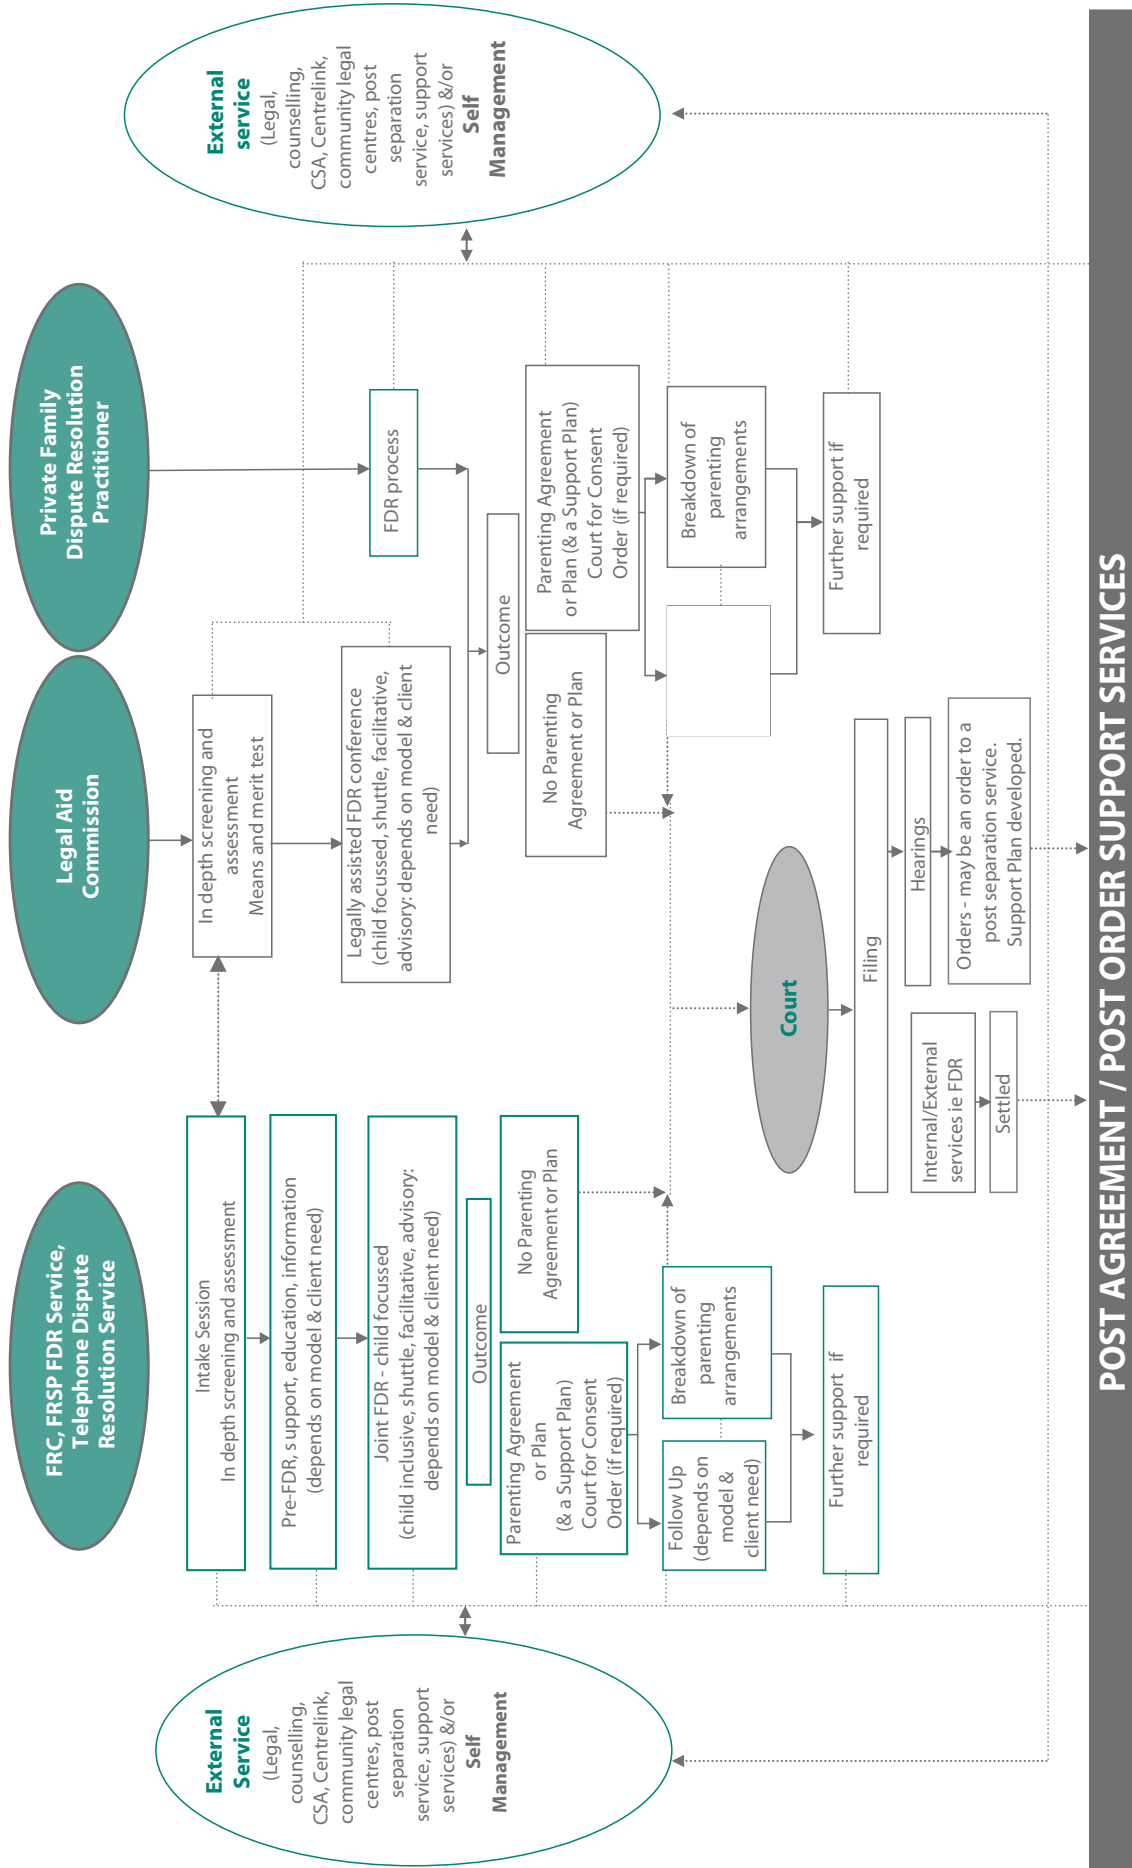 FRC, FRSP FDR Service,
Telephone Dispute
Resolution Service
Legal Aid
Commission
Private Family
Dispute Resolution
Practitioner
External
Service
(Legal,
counselling,
CSA, Centrelink,
community legal
centres, post
separation
service, support
services) &/or
Self
Management
Intake Session
In depth screening and assessment
Pre-FDR, s upport, education, information
(depends on model & client need)
Joint FDR - child focussed
(child inclusive, shuttle, facilitative, advisory:
depends on model & client need)
Outcome
Parenting Agreement
or Plan
(& a Support Plan)
Court for Consent
Order (if required)
No Parenting
Agreement or Plan
Follow Up
(depends on
model &
client need)
Breakdown of
parenting
arrangements
Further support if
required
In depth screening and
assessment
Means and merit test
Legally assisted FDR conference
(child focussed, shuttle, facilitative,
advisory: depends on model & client
need)
FDR process
Outcome
No Parenting
Agreement or Plan
Parenting Agreement
or Plan (& a Support Plan)
Court for Consent
Order (if required)
Breakdown of
parenting
arrangements
Further support if
required
External
service
(Legal,
counselling,
CSA, Centrelink,
community legal
centres, post
separation
service, support
services) &/or
Self
Management
Court
Filing
Internal/External
services ie FDR
Settled
Hearings
Orders - may be an order to a
post separation service.
Support Plan developed.
POST AGREEMENT / POST ORDER SUPPORT SERVICES